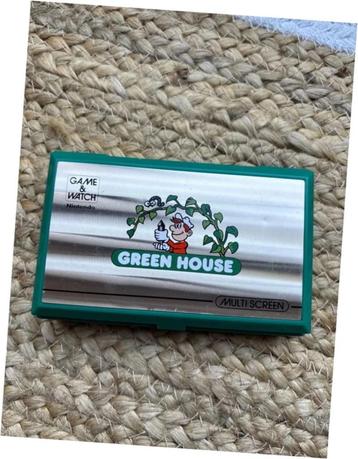 GAME
&
WATCH
Nintendo
GREEN HOUSE
MULTI SCREEN